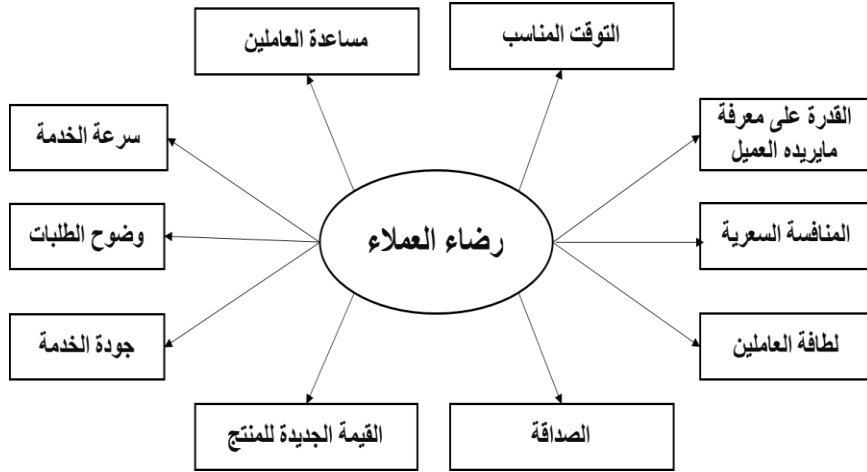 التوقت المناسب
مساعدة العاملين
القدرة على معرفة
مايريده العميل
سرعة الخدمة
رضاء العملاء
المنافسة السعرية
وضوح الطلبات
لطافة العاملين
جودة الخدمة
الصداقة
القيمة الجديدة للمنتج